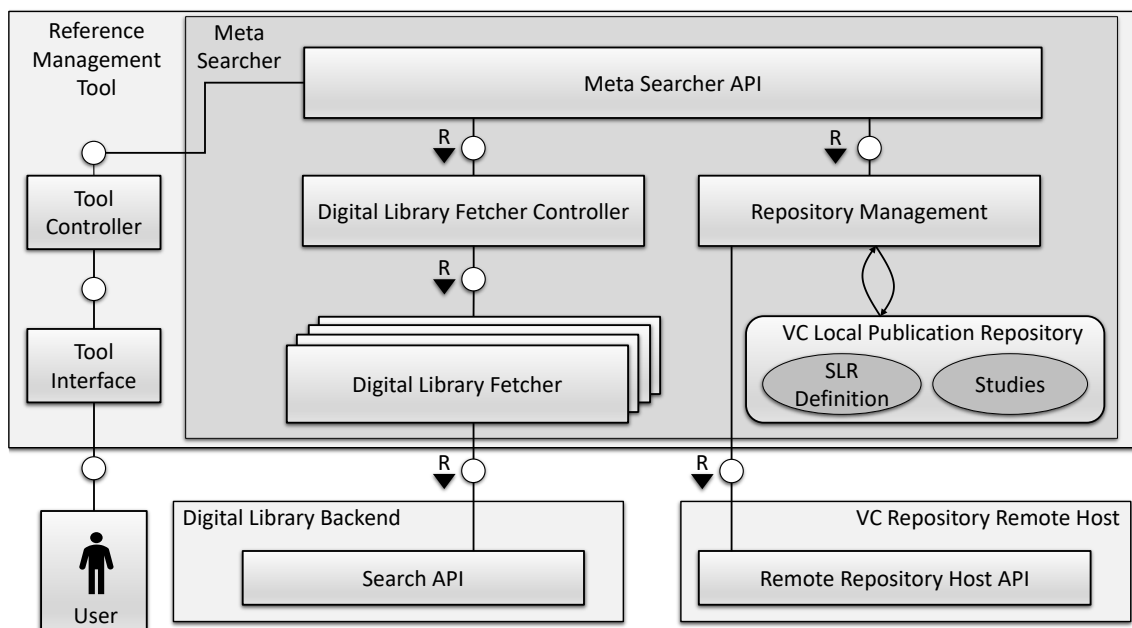 Reference
Management
Tool
Meta
Searcher
Meta Searcher API
R
R
Tool
Controller
Digital Library Fetcher Controller
Repository Management
R
Tool
Interface
Digital Library Fetcher
VC Local Publication Repository
SLR
Definition
Studies
R
R
User
Digital Library Backend
Search API
VC Repository Remote Host
Remote Repository Host API